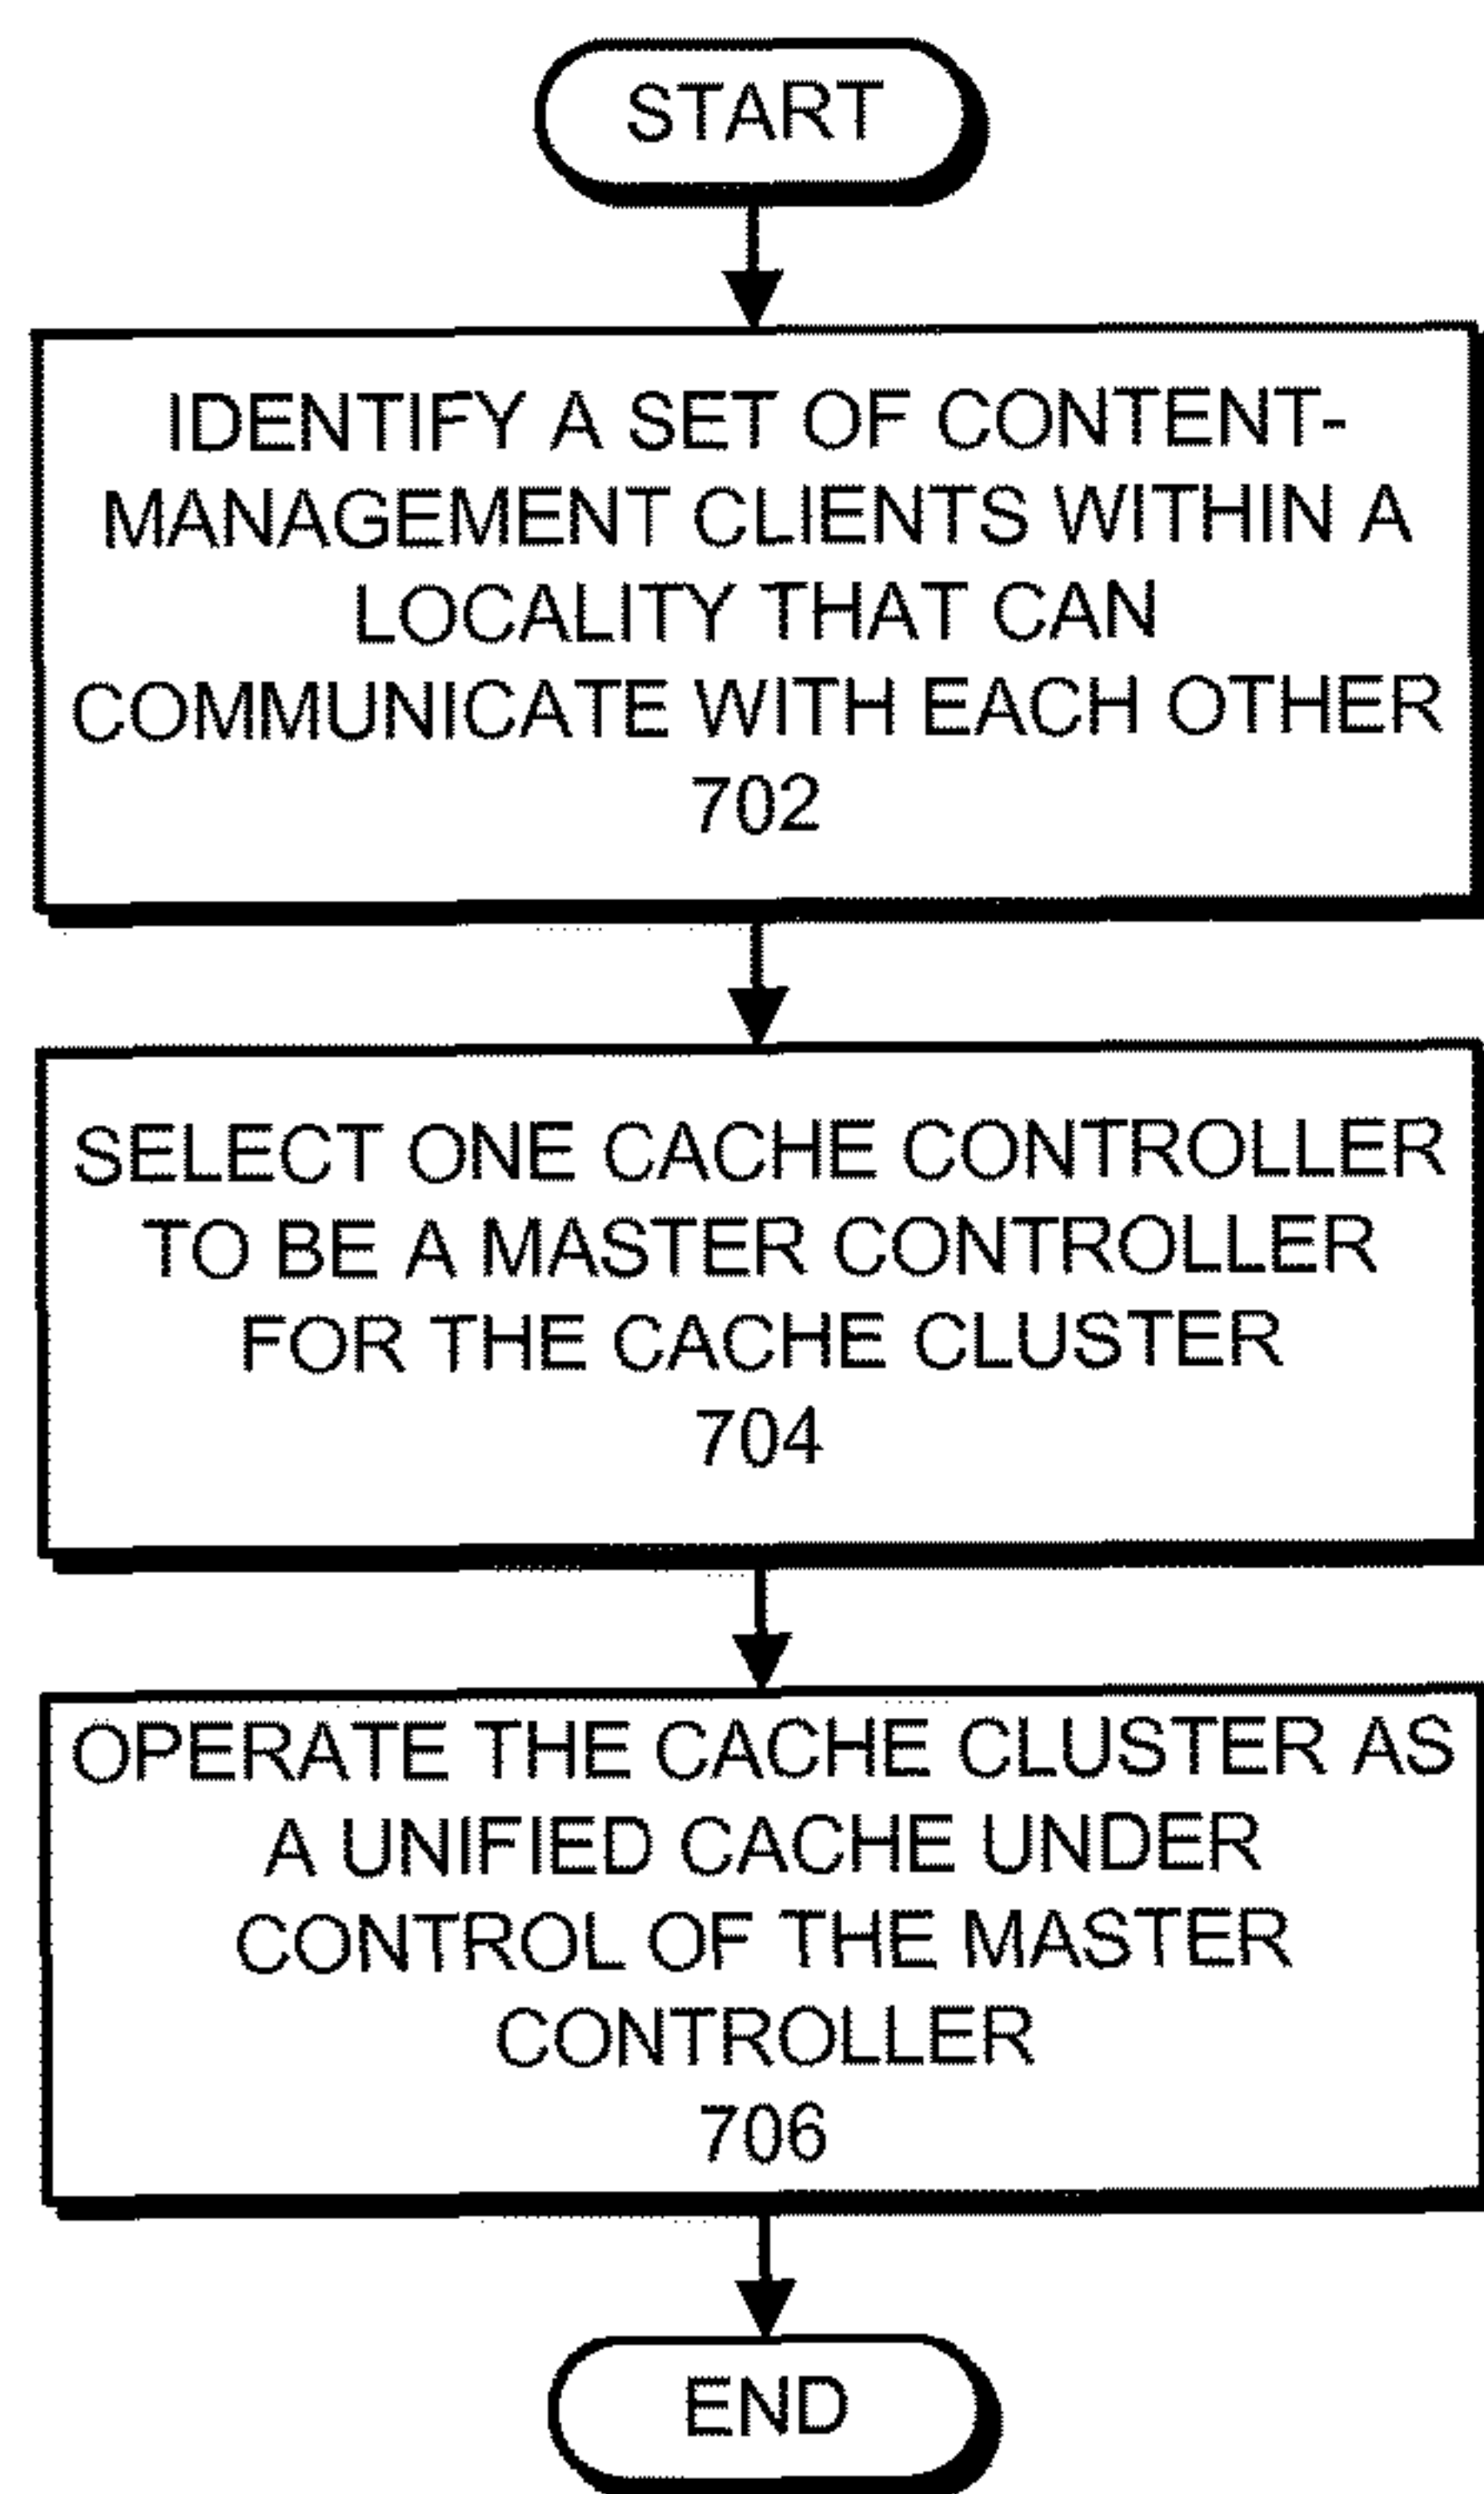 START
IDENTIFY A SET OF CONTENT-
MANAGEMENT CLIENTS WITHIN A
LOCALITY THAT CAN
COMMUNICATE WITH EACH OTHER
702
SELECT ONE CACHE CONTROLLER
TO BE A MASTER CONTROLLER
FOR THE CACHE CLUSTER
704
OPERATE THE CACHE CLUSTER AS
A UNIFIED CACHE UNDER
CONTROL OF THE MASTER
CONTROLLER
706
END